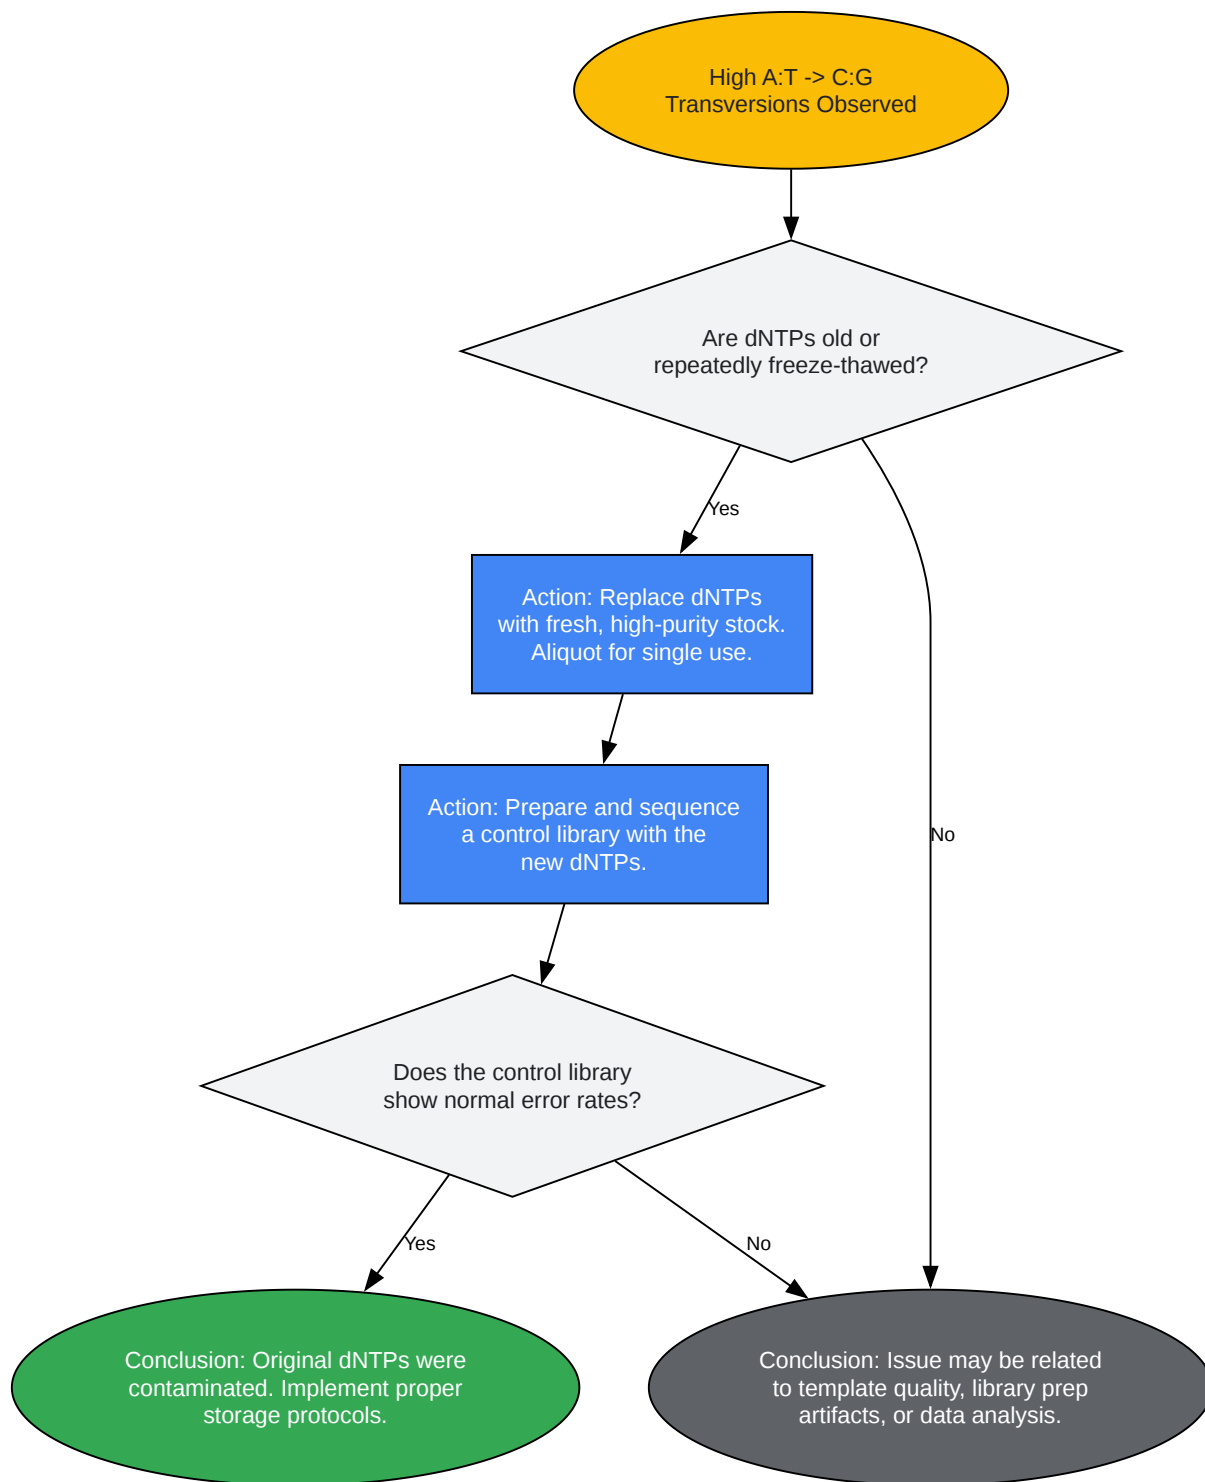 High A:T -> C:G
Transversions Observed
Are dNTPs old or
repeatedly freeze-thawed?
Yes
Action: Replace dNTPs
with fresh, high-purity stock.
Aliquot for single use.
Action: Prepare and sequence
a control library with the
new dNTPs.
No
Does the control library
show normal error rates?
Yes
No
Conclusion: Original dNTPs were
contaminated. Implement proper
storage protocols.
Conclusion: Issue may be related
to template quality, library prep
artifacts, or data analysis.